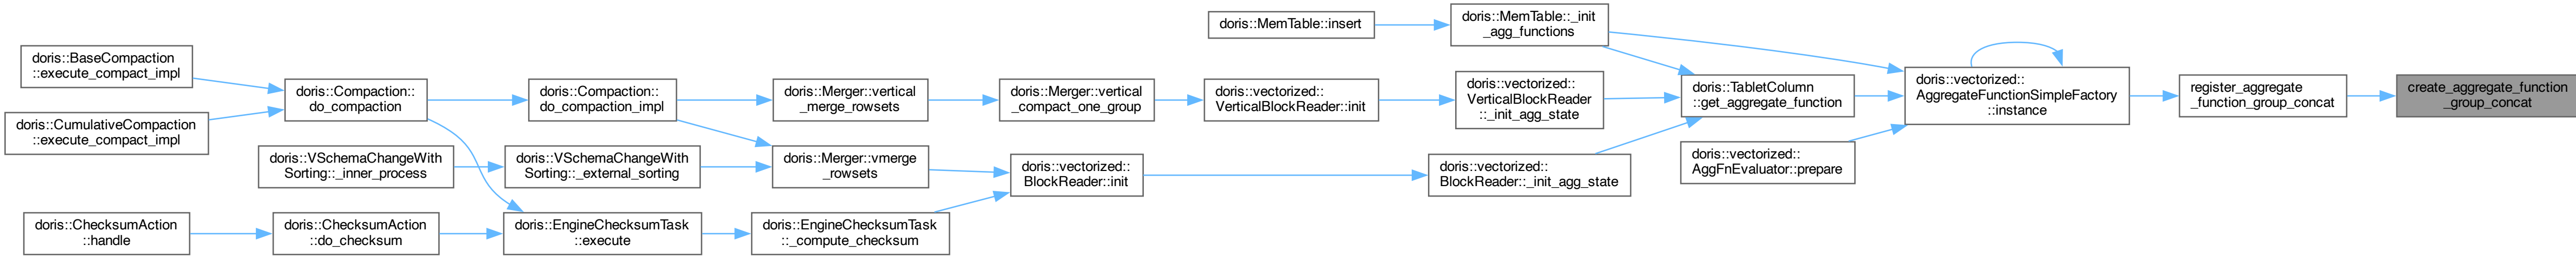 doris::BaseCompaction
::execute_compact_impl
doris::CumulativeCompaction
::execute_compact_impl
doris::Compaction::
do_compaction
doris::VSchemaChangeWith
Sorting::_inner_process
doris::ChecksumAction
::handle
doris::ChecksumAction
::do_checksum
doris::Compaction::
do_compaction_impl
doris::VSchemaChangeWith
Sorting::_external_sorting
doris::EngineChecksumTask
::execute
doris::Merger::vertical
_merge_rowsets
doris::Merger::vmerge
_rowsets
doris::EngineChecksumTask
::_compute_checksum
doris::Merger::vertical
_compact_one_group
doris::vectorized::
BlockReader::init
doris::MemTable::insert
doris::vectorized::
VerticalBlockReader::init
doris::MemTable::_init
_agg_functions
doris::vectorized::
VerticalBlockReader
::_init_agg_state
doris::vectorized::
BlockReader::_init_agg_state
doris::TabletColumn
::get_aggregate_function
doris::vectorized::
AggFnEvaluator::prepare
doris::vectorized::
AggregateFunctionSimpleFactory
::instance
register_aggregate
_function_group_concat
create_aggregate_function
_group_concat